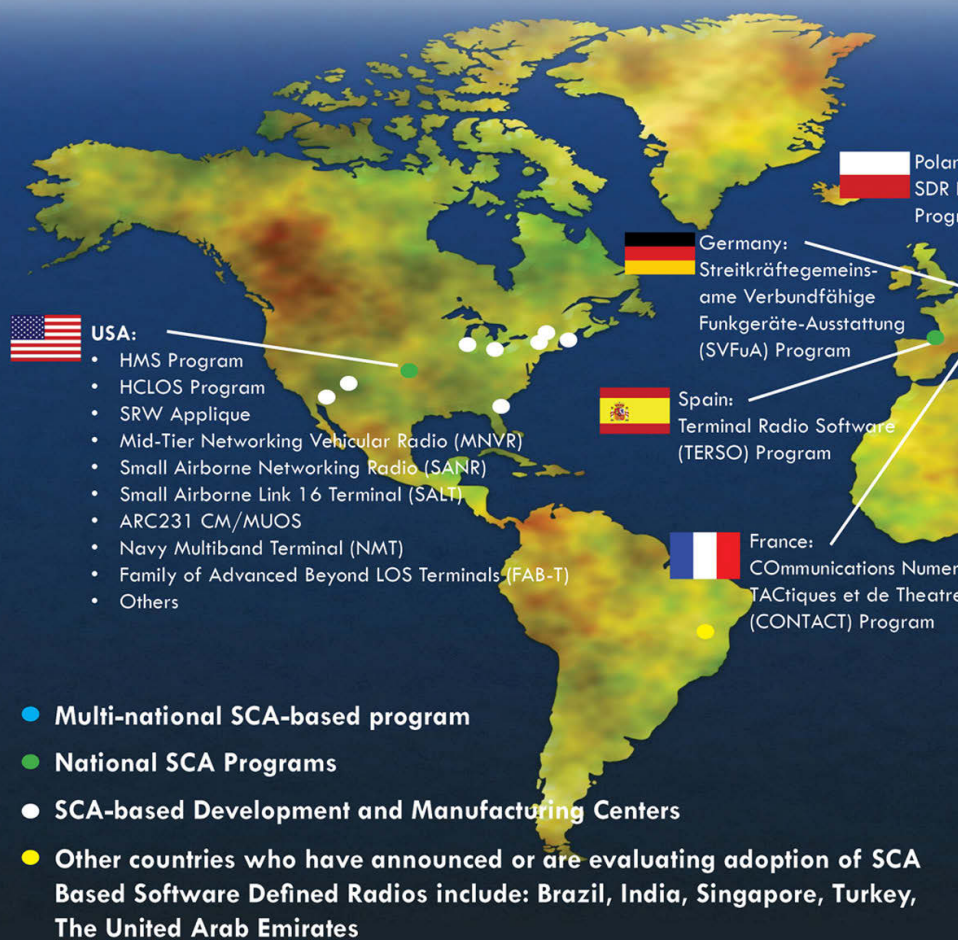 Polan
SDR
Progr
Germany:
Streitkräftegemeins-
ame Verbundfähige
Funkgeräte-Ausstattung
(SVFuA) Program
USA:
• HMS Program
• HCLOS Program
• SRW Applique
• Mid-Tier Networking Vehicular Radio (MNVR)
• Small Airborne Networking Radio (SANR)
• Small Airborne Link 16 Terminal (SALT)
• ARC231 CM/MUOS
• Navy Multiband Terminal (NMT)
• Family of Advanced Beyond LOS Terminals (FAB-T)
• Others
Spain:
Terminal Radio Software
(TERSO) Program
France:
COmmunications Numer
TACtiques et de Theatre
(CONTACT) Program
Multi-national SCA-based program
National SCA Programs
SCA-based Development and Manufacturing Centers
Other countries who have announced or are evaluating adoption of SCA
Based Software Defined Radios include: Brazil, India, Singapore, Turkey,
The United Arab Emirates